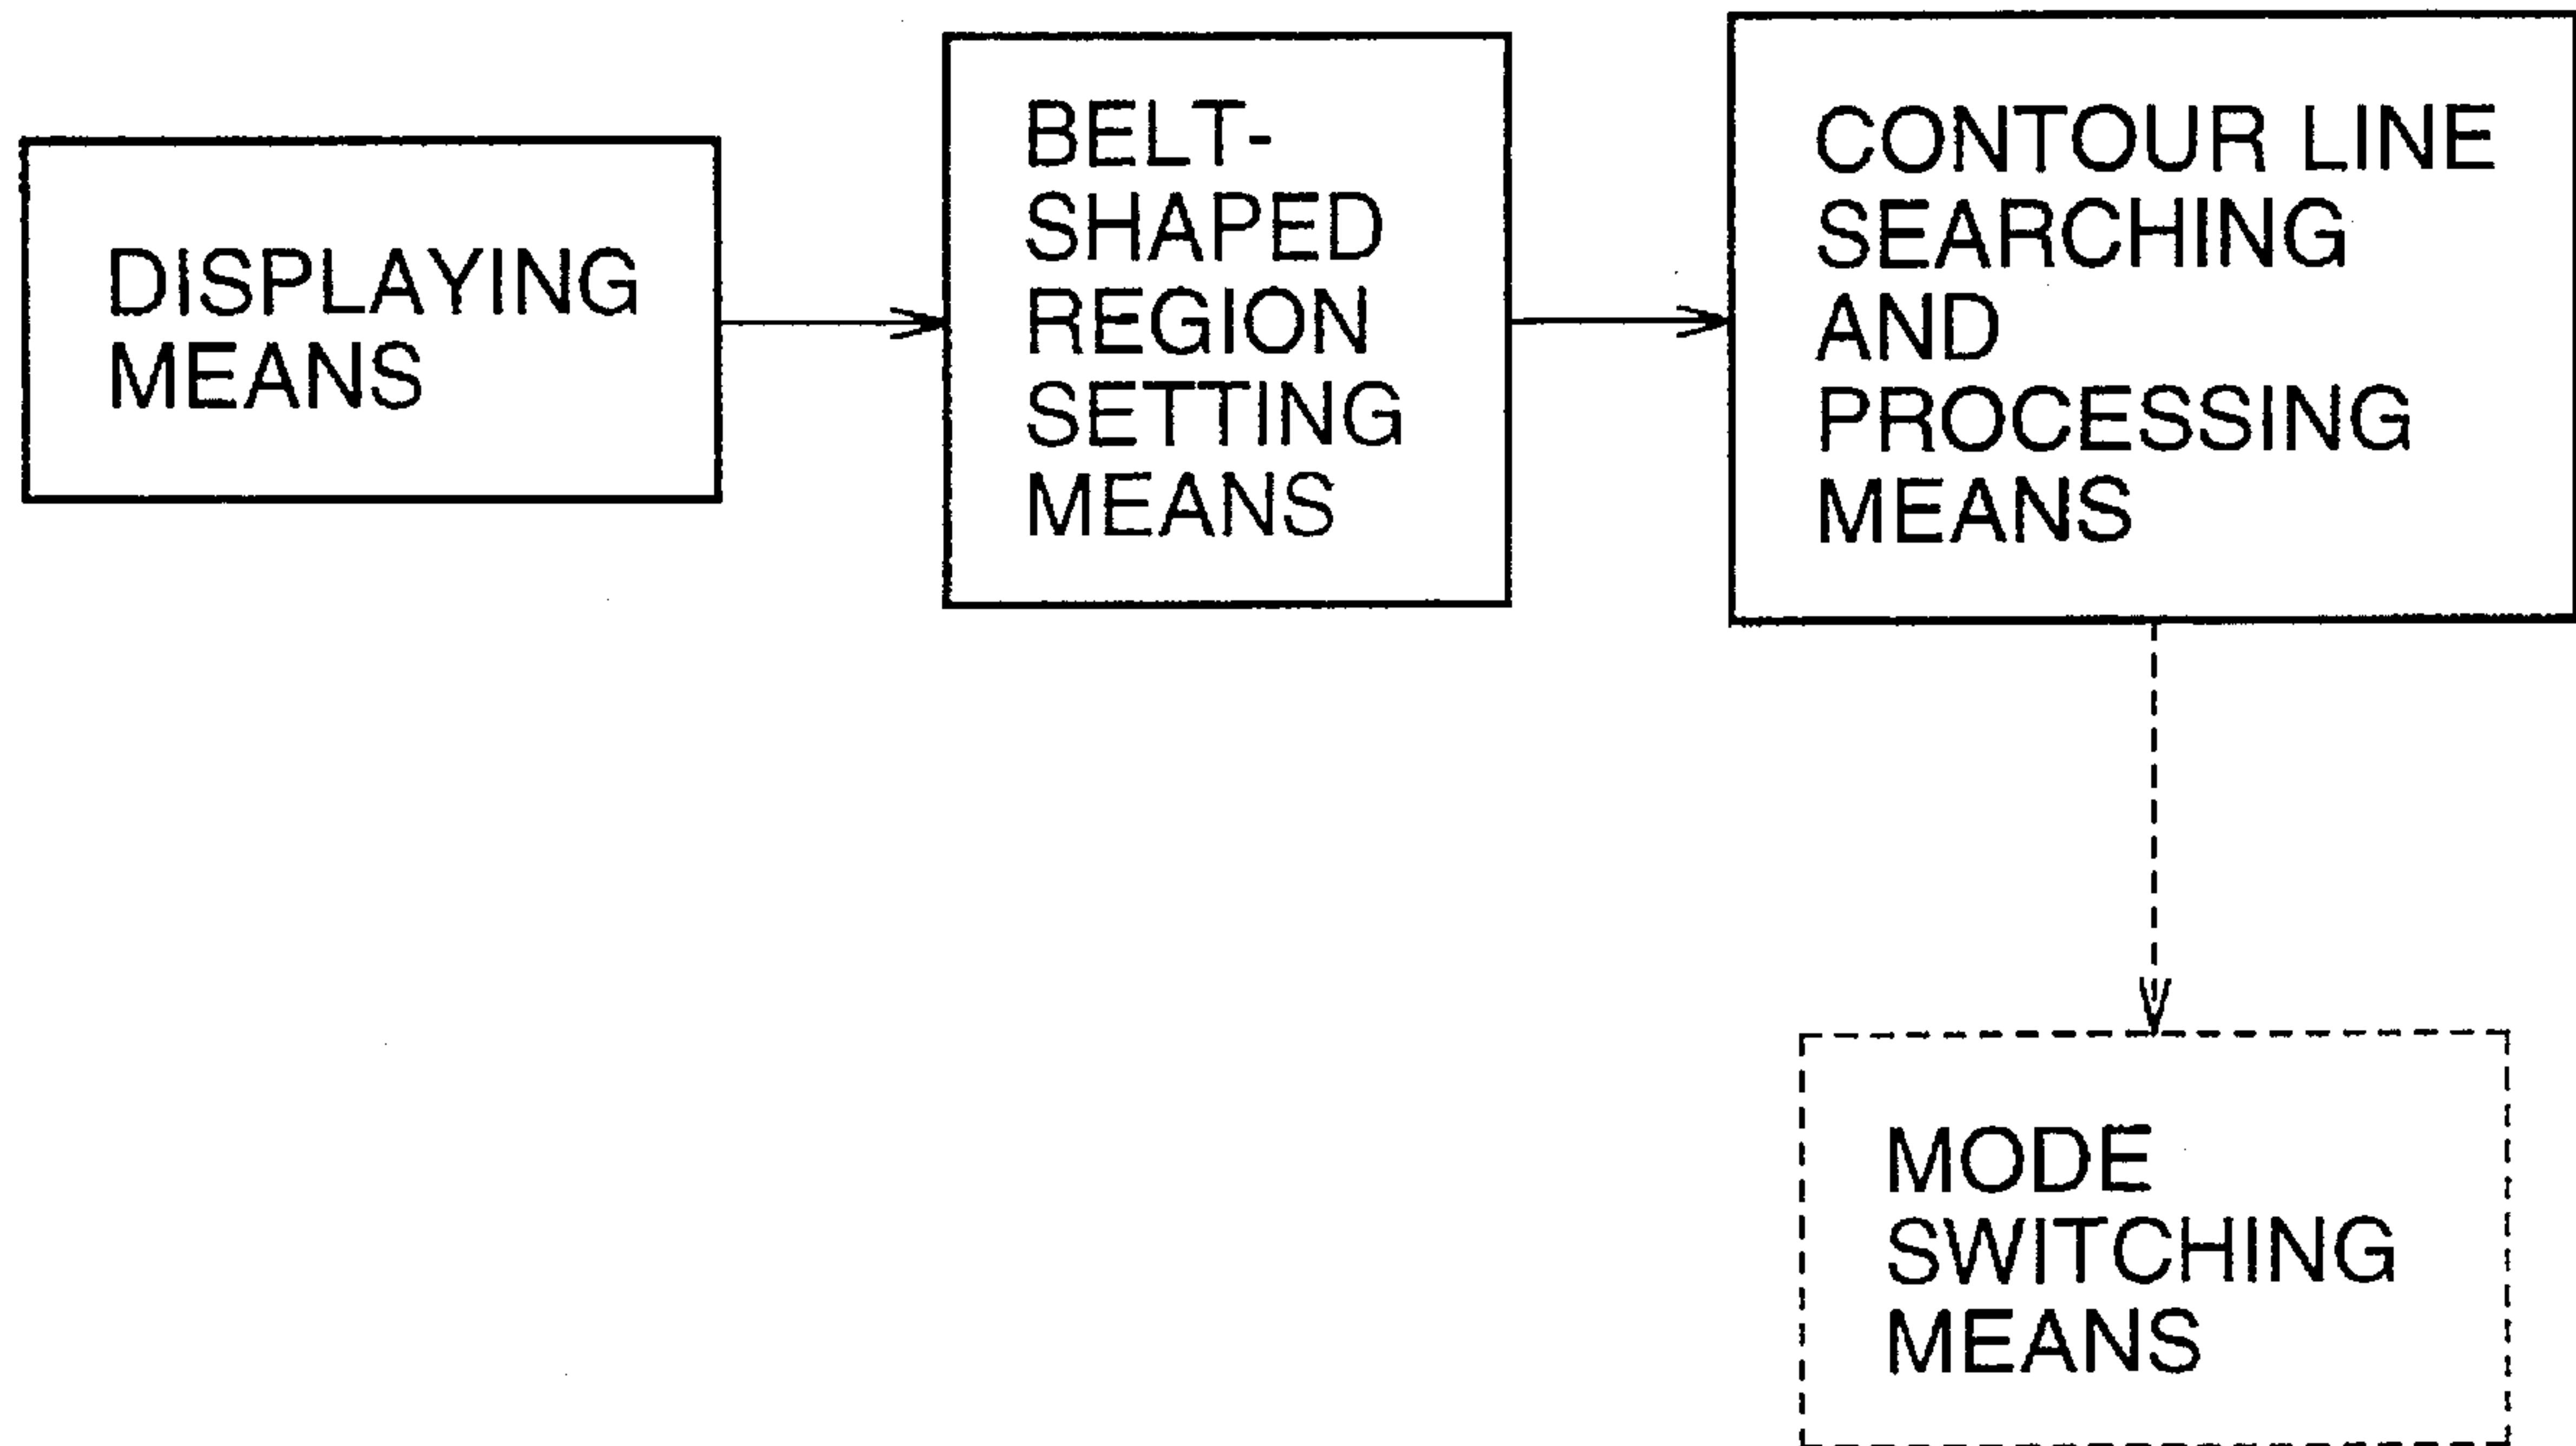 DISPLAYING
MEANS
BELT-
SHAPED
REGION
SETTING
MEANS
CONTOUR LINE
SEARCHING
AND
PROCESSING
MEANS
MODE
SWITCHING
MEANS